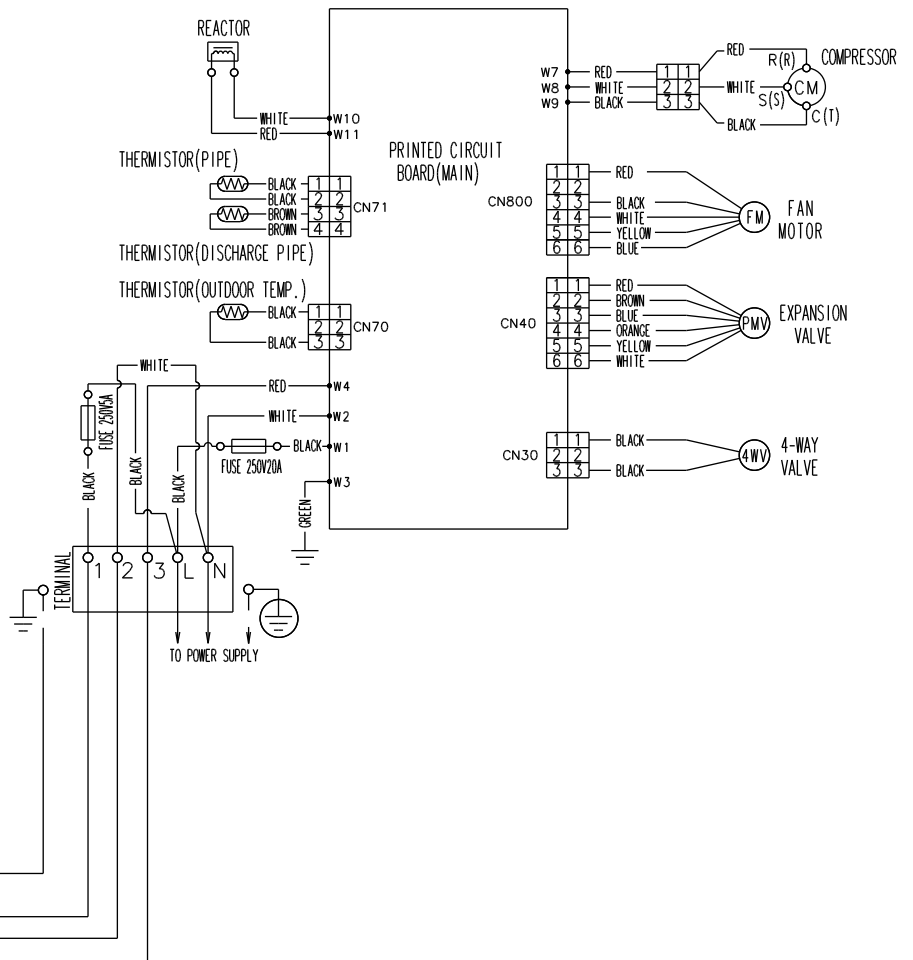 REACTOR
WHITE W10
RED W11
THERMISTOR(PIPE)
BLACK 1 1
BLACK 2 2
BROWN 3 3
BROWN 4 4
CN71
THERMISTOR(DISCHARGE PIPE)
THERMISTOR(OUTDOOR TEMP.)
BLACK 1 1
2 2
BLACK 3 3
CN70
PRINTED CIRCUIT
BOARD(MAIN)
W7 RED 1 1 RED R(R)
W8 WHITE 2 2 WHITE S(S)
W9 BLACK 3 3 BLACK C(T)
CM
COMPRESSOR
CN800
1 1 RED
2 2
3 3 BLACK
4 4 WHITE
5 5 YELLOW
6 6 BLUE
FM
FAN
MOTOR
CN40
1 1 RED
2 2 BROWN
3 3 BLUE
4 4 ORANGE
5 5 YELLOW
6 6 WHITE
PMV
EXPANSION
VALVE
CN30
1 1 BLACK
2 2
3 3 BLACK
4WV
4-WAY
VALVE
WHITE
RED W4
WHITE W2
BLACK W1
W3
FUSE 250V5A
FUSE 250V20A
BLACK
BLACK
BLACK
GREEN
TERMINAL
1 2 3 L N
TO POWER SUPPLY